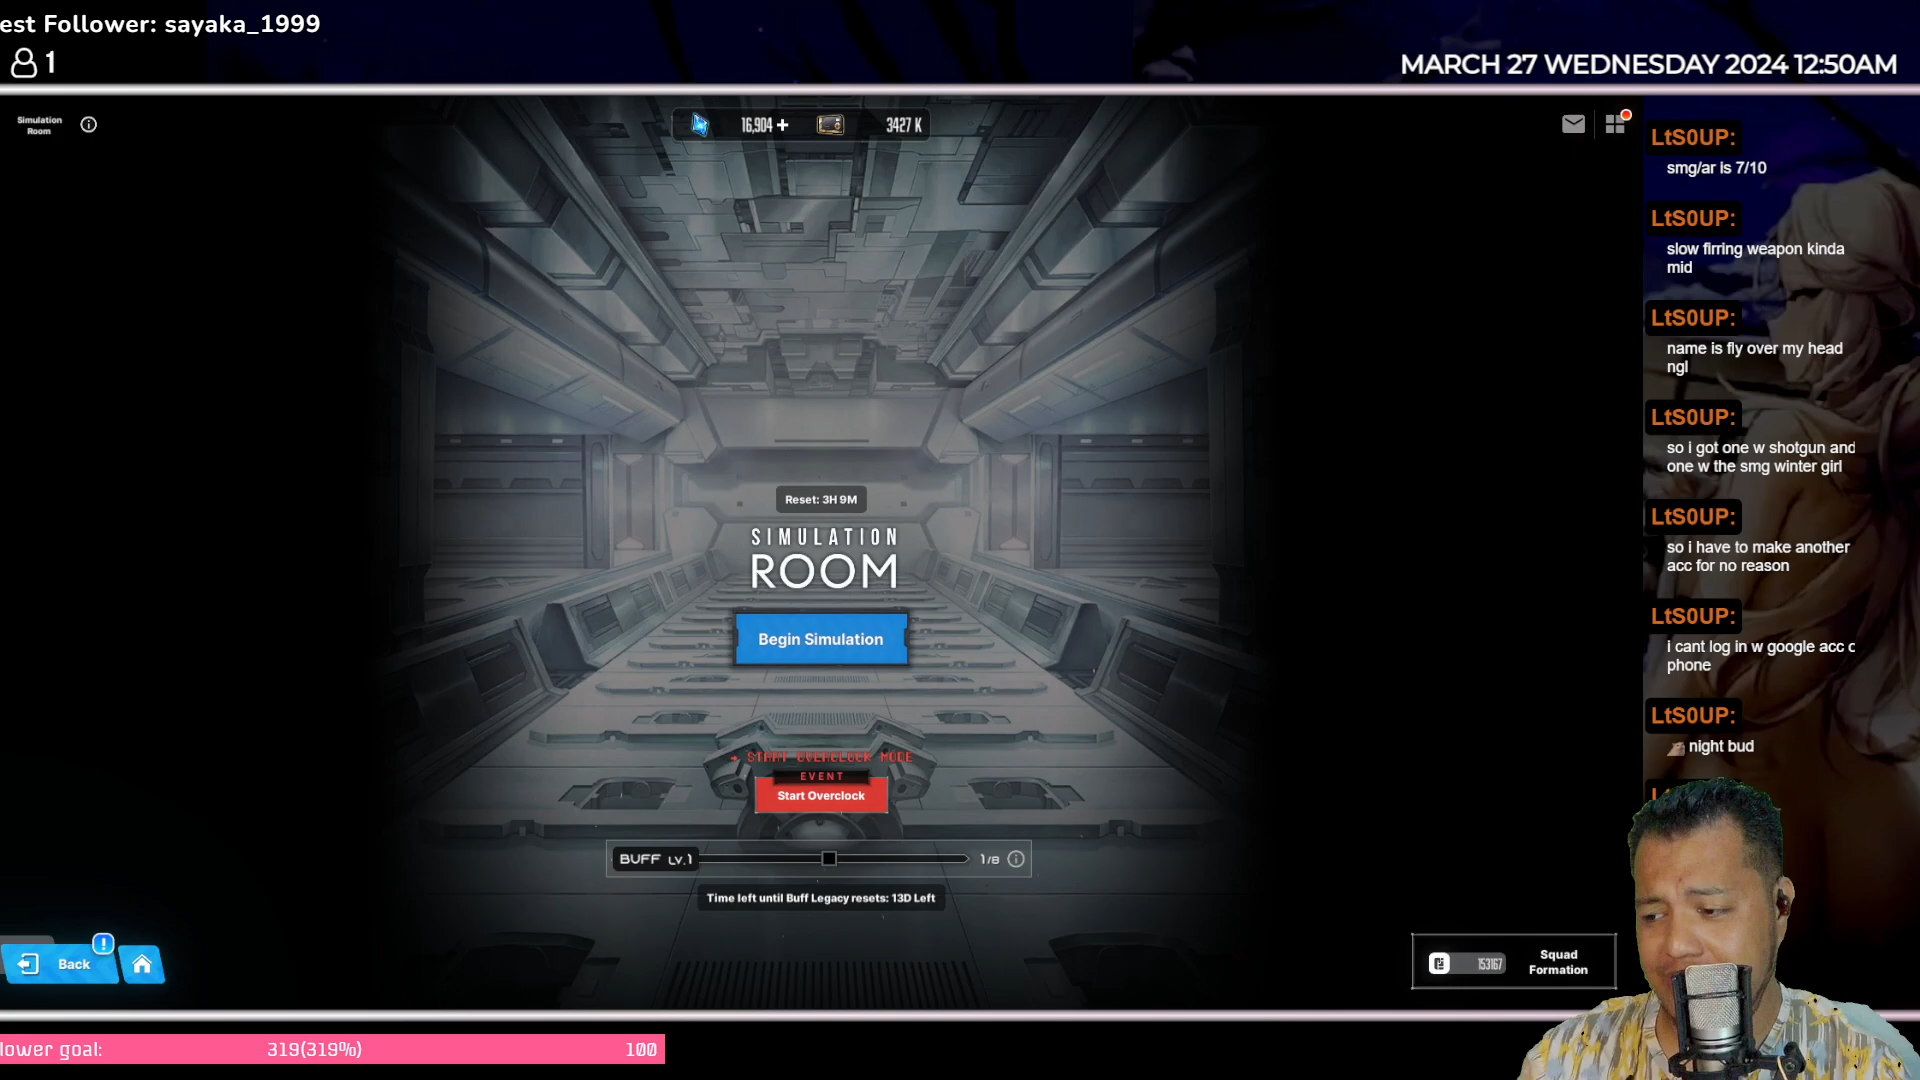 est Follower: sayaka_1999
1
MARCH 27 WEDNESDAY 2024 12:50AM
Simulation
Room
16,904
3427 K
Reset: 3H 9M
SIMULATION
ROOM
Begin Simulation
START OVERCLOCK MODE
EVENT
Start Overclock
BUFF LV.1
1/8
Time left until Buff Legacy resets: 13D Left
Back
153167
Squad
Formation
LtS0UP:
smg/ar is 7/10
LtS0UP:
slow firring weapon kinda
mid
LtS0UP:
name is fly over my head
ngl
LtS0UP:
so i got one w shotgun and
one w the smg winter girl
LtS0UP:
so i have to make another
acc for no reason
LtS0UP:
i cant log in w google acc o
phone
LtS0UP:
night bud
lower goal:
319(319%)
100